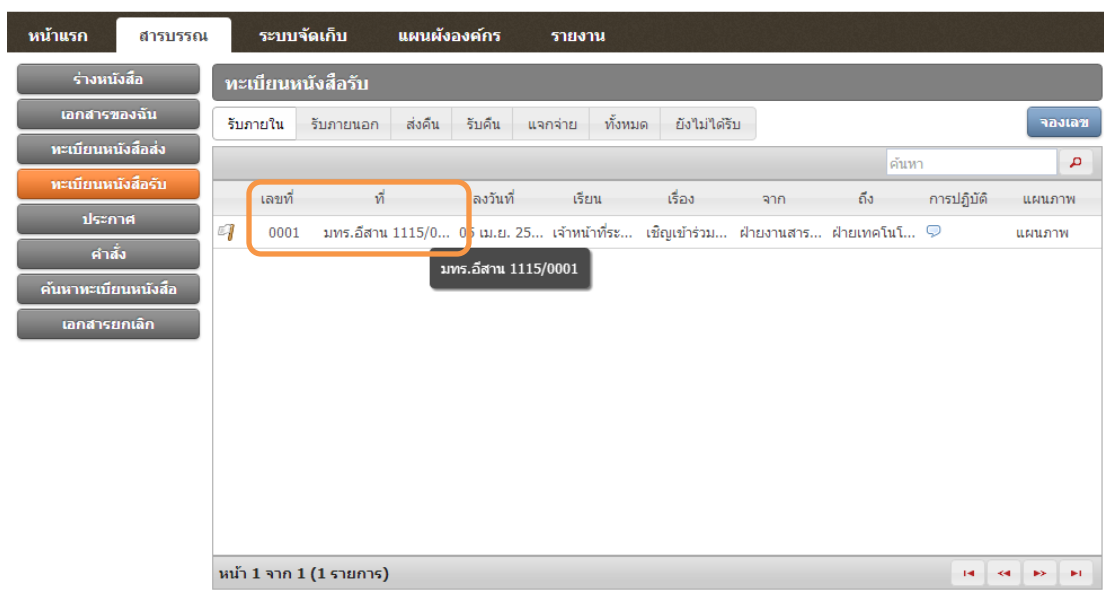 หน้าแรก สารบรรณ ระบบจัดเก็บ แผนผังองค์กร รายงาน
ร่างหนังสือ
เอกสารของฉัน
ทะเบียนหนังสือส่ง
ทะเบียนหนังสือรับ
ประกาศ
คำสั่ง
ค้นหาทะเบียนหนังสือ
เอกสารยกเลิก
ทะเบียนหนังสือรับ
รับภายใน รับภายนอก ส่งคืน รับคืน แจกจ่าย ทั้งหมด ยังไม่ได้รับ จองเลข
ค้นหา
เลขที่ ที่ ลงวันที่ เรียน เรื่อง จาก ถึง การปฏิบัติ แผนภาพ
0001 มทร.อีสาน 1115/0... 05 เม.ย. 25... เจ้าหน้าที่ระ... เชิญเข้าร่วม... ฝ่ายงานสาร... ฝ่ายเทคโนโ... แผนภาพ
มทร.อีสาน 1115/0001
หน้า 1 จาก 1 (1 รายการ)